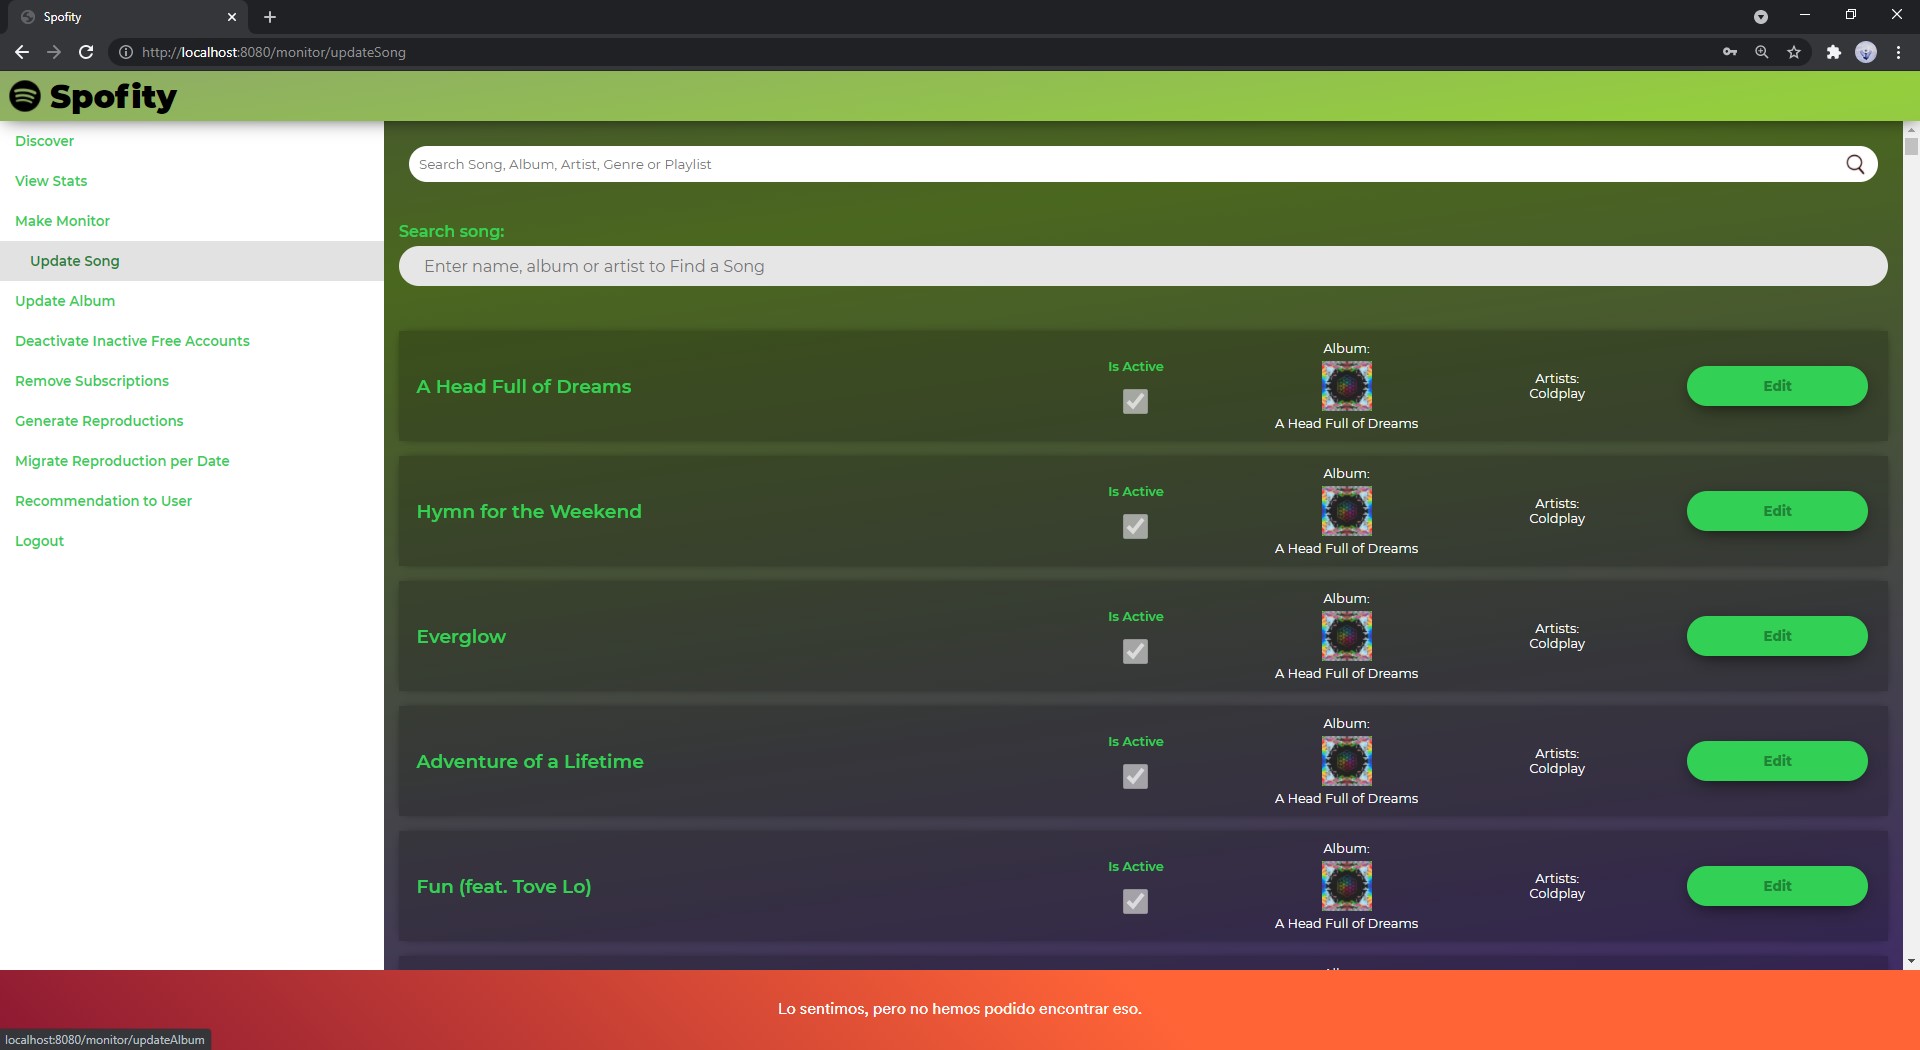 Spofity
http://localhost:8080/monitor/updateSong
Spofity
Discover
View Stats
Make Monitor
Update Song
Update Album
Deactivate Inactive Free Accounts
Remove Subscriptions
Generate Reproductions
Migrate Reproduction per Date
Recommendation to User
Logout
Search Song, Album, Artist, Genre or Playlist
Search song:
Enter name, album or artist to Find a Song
A Head Full of Dreams
Is Active
Album:
A Head Full of Dreams
Artists:
Coldplay
Edit
Hymn for the Weekend
Is Active
Album:
A Head Full of Dreams
Artists:
Coldplay
Edit
Everglow
Is Active
Album:
A Head Full of Dreams
Artists:
Coldplay
Edit
Adventure of a Lifetime
Is Active
Album:
A Head Full of Dreams
Artists:
Coldplay
Edit
Fun (feat. Tove Lo)
Is Active
Album:
A Head Full of Dreams
Artists:
Coldplay
Edit
Lo sentimos, pero no hemos podido encontrar eso.
localhost:8080/monitor/updateAlbum